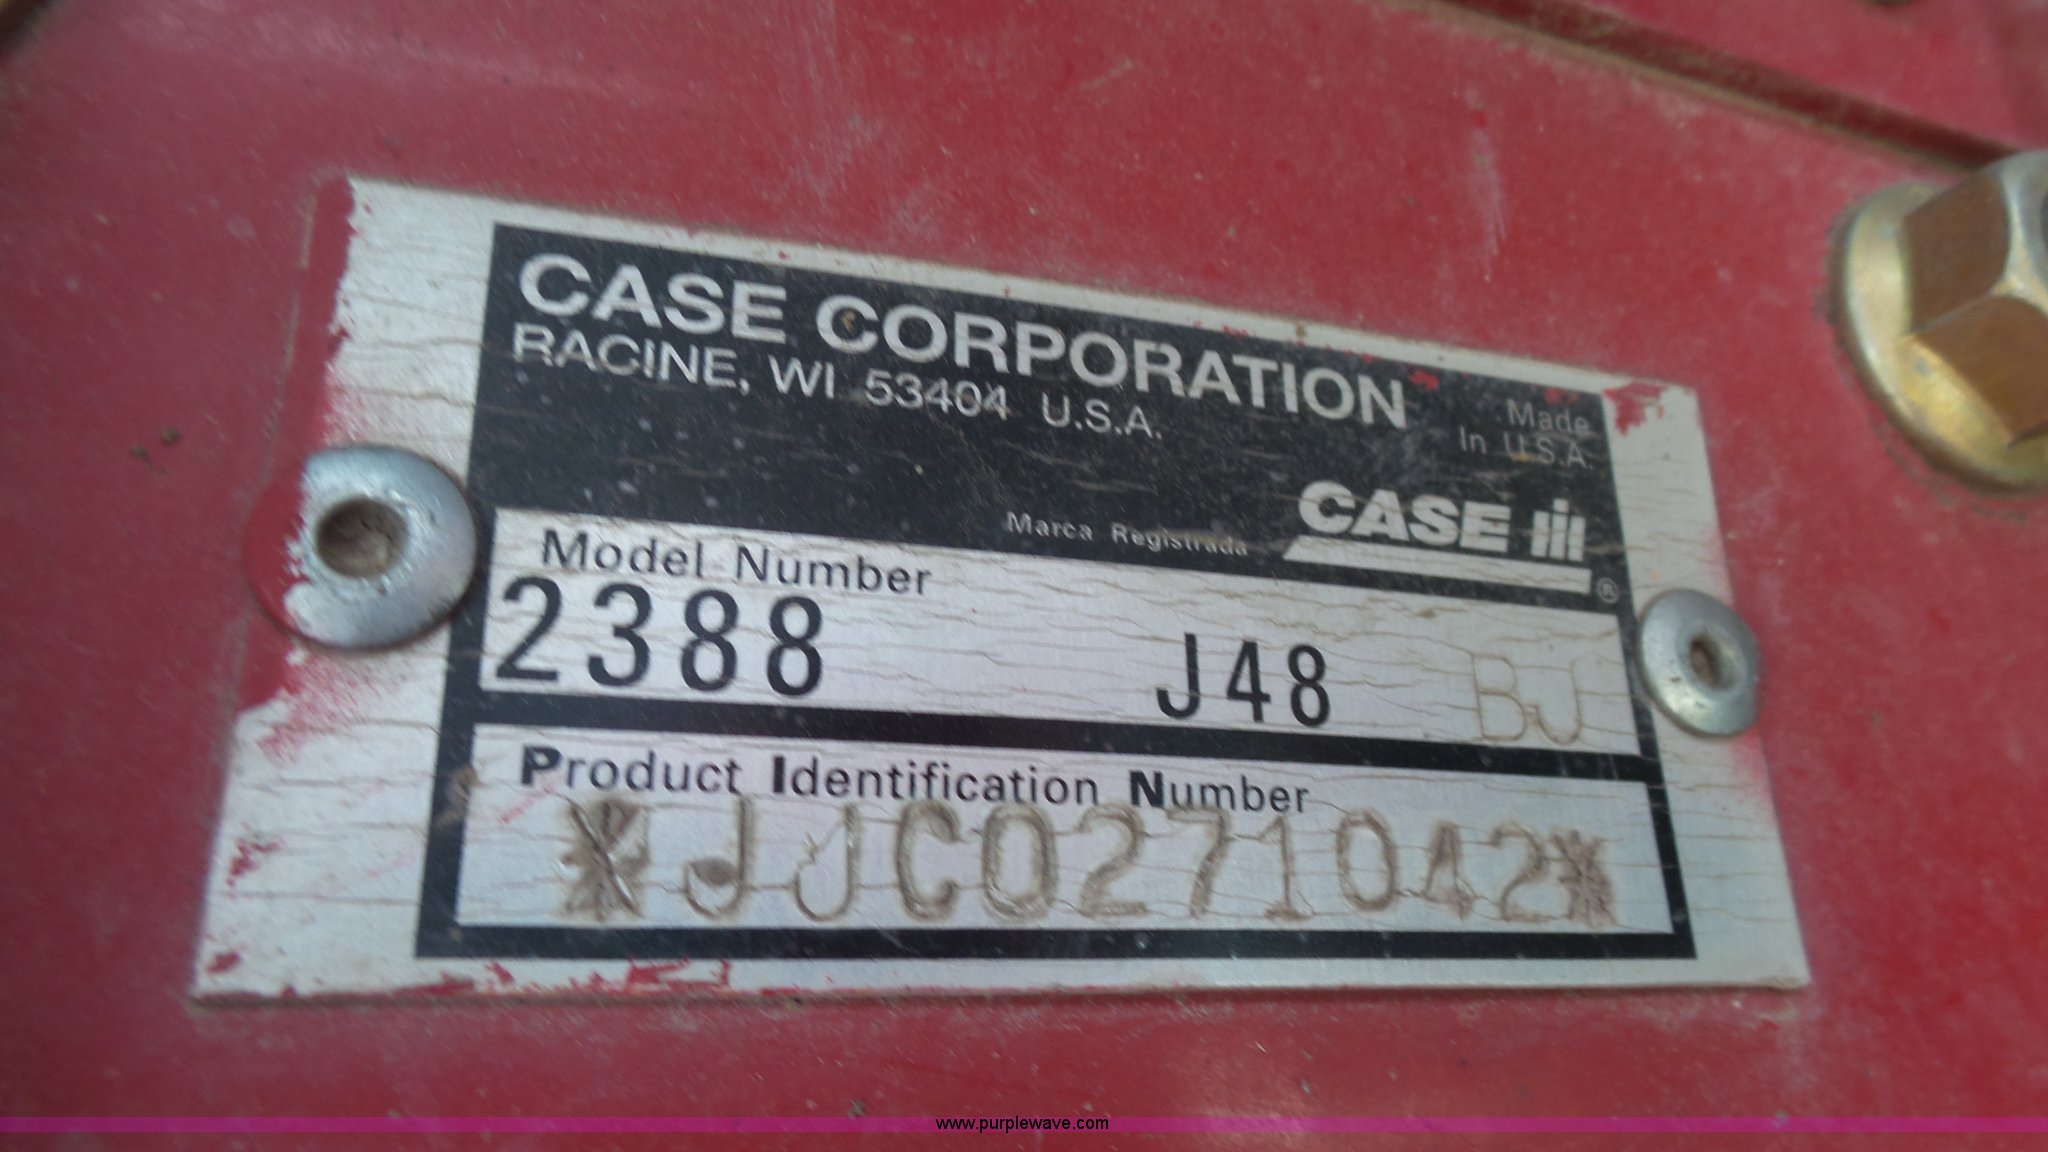 CASE CORPORATION
RACINE, WI 53404 U.S.A.
Made
In U.S.A.
Marca Registrada
CASE IH ®
Model Number
2388 J48 BJ
Product Identification Number
*JJC0271042*
www.purplewave.com